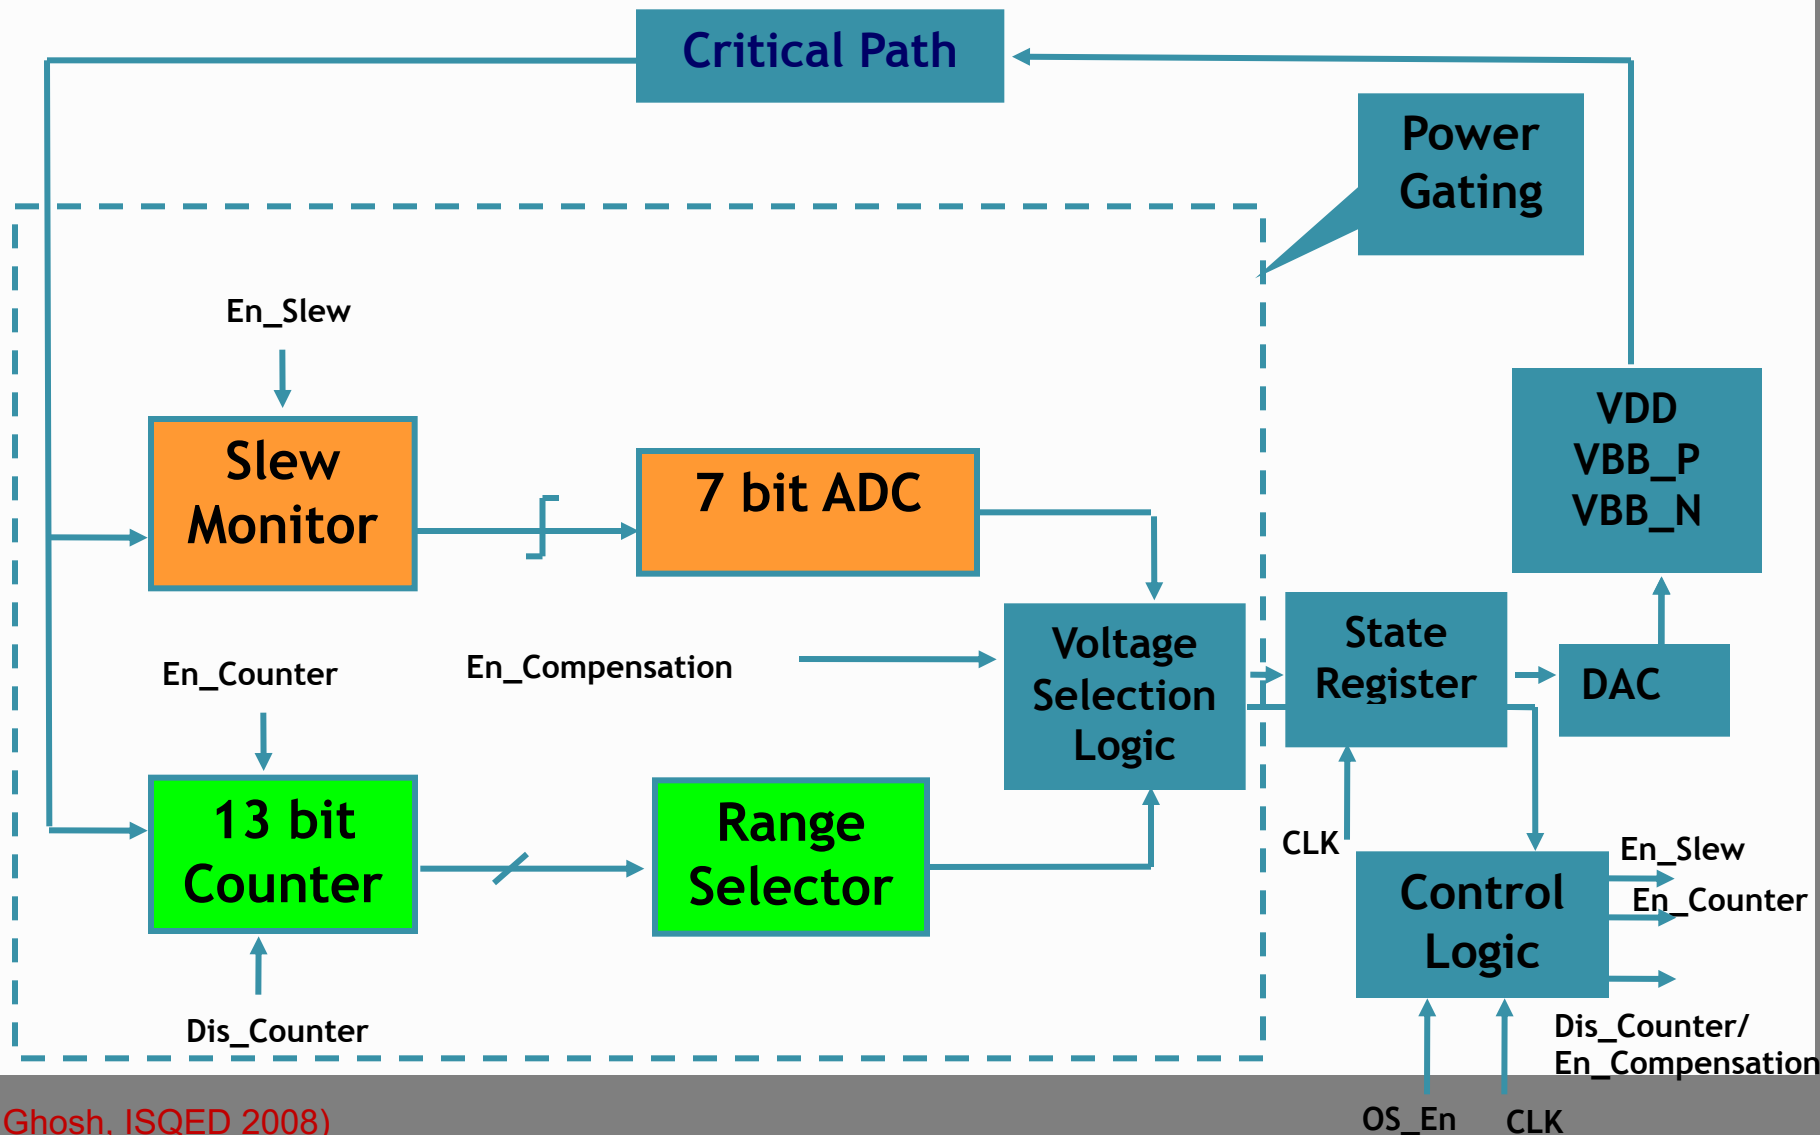 Critical Path
Power
Gating
En_Slew
Slew
Monitor
7 bit ADC
VDD
VBB_P
VBB_N
En_Counter
En_Compensation
Voltage
Selection
Logic
State
Register
DAC
13 bit
Counter
Range
Selector
CLK
Control
Logic
En_Slew
En_Counter
Dis_Counter
Dis_Counter/
En_Compensation
OS_En
CLK
Ghosh, ISQED 2008)